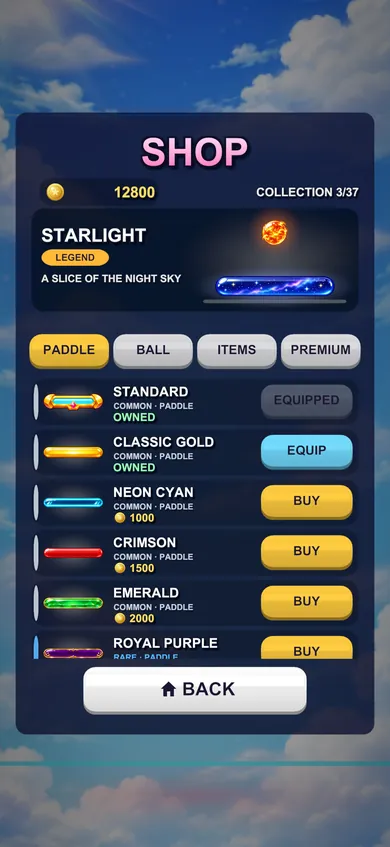 SHOP
12800
COLLECTION 3/37
STARLIGHT
LEGEND
A SLICE OF THE NIGHT SKY
PADDLE
BALL
ITEMS
PREMIUM
STANDARD
COMMON · PADDLE
OWNED
EQUIPPED
CLASSIC GOLD
COMMON · PADDLE
OWNED
EQUIP
NEON CYAN
COMMON · PADDLE
1000
BUY
CRIMSON
COMMON · PADDLE
1500
BUY
EMERALD
COMMON · PADDLE
2000
BUY
ROYAL PURPLE
RARE · PADDLE
BUY
BACK